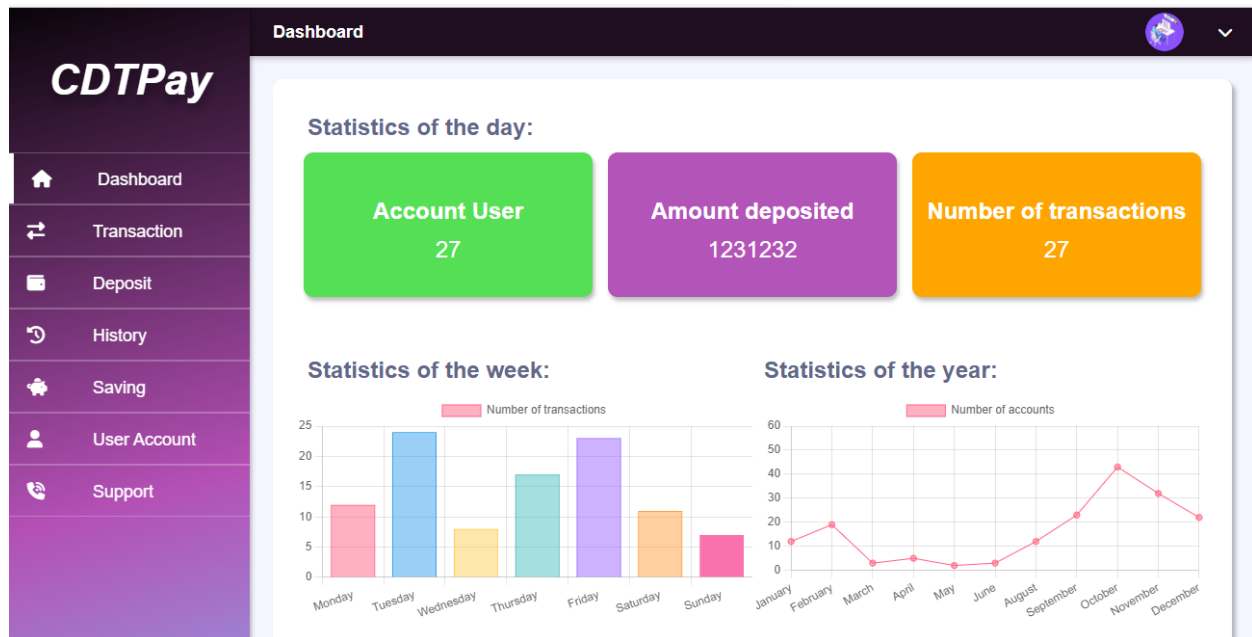 CDTPay
Dashboard
Transaction
Deposit
History
Saving
User Account
Support
Dashboard
Statistics of the day:
Account User
27
Amount deposited
1231232
Number of transactions
27
Statistics of the week:
Number of transactions
25
20
15
10
5
0
Monday
Tuesday
Wednesday
Thursday
Friday
Saturday
Sunday
Statistics of the year:
Number of accounts
60
50
40
30
20
10
0
January
February
March
April
May
June
August
September
October
November
December